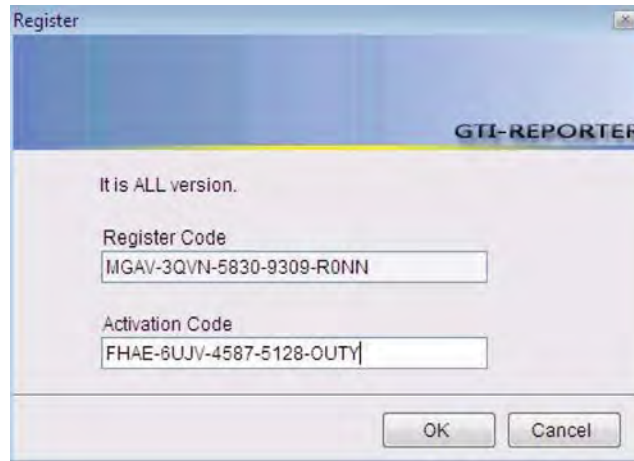 Register
GTI-REPORTER
It is ALL version.
Register Code
MGAV-3QVN-5830-9309-R0NN
Activation Code
FHAE-6UJV-4587-5128-OUTY
OK
Cancel